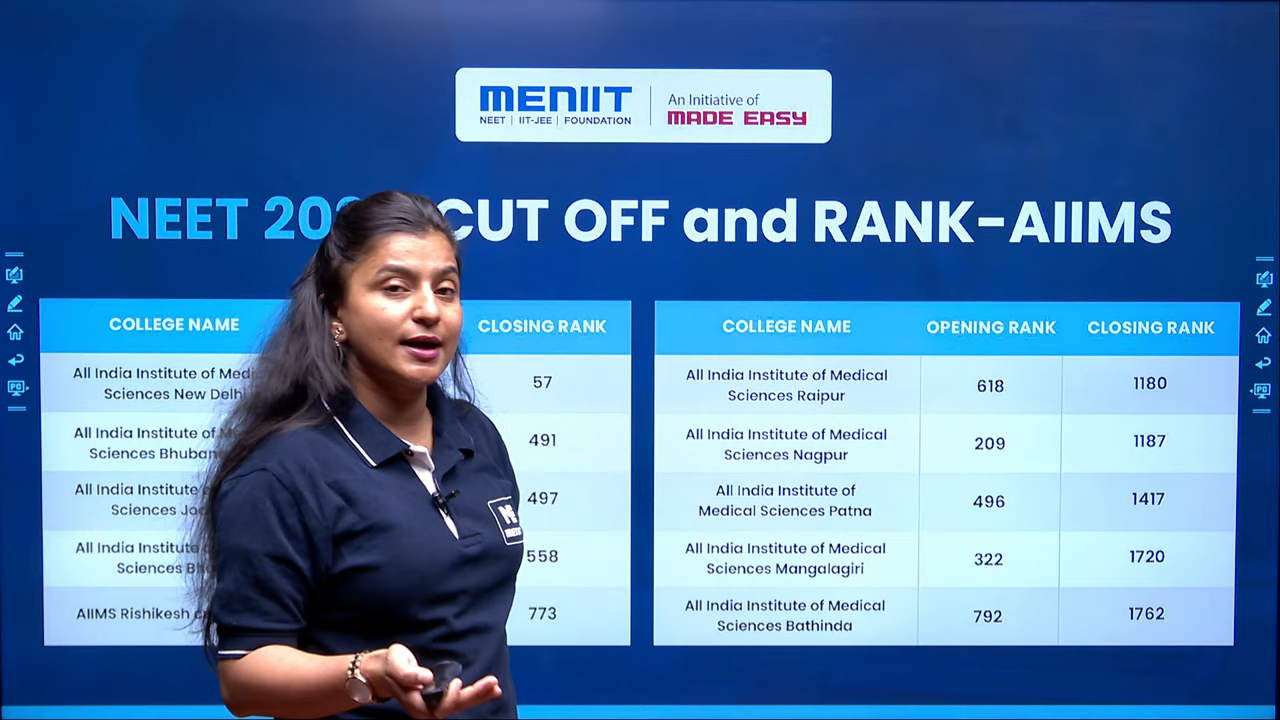 MENIIT
NEET | IIT-JEE | FOUNDATION
An Initiative of
MADE EASY
NEET CUT OFF and RANK-AIIMS
COLLEGE NAME CLOSING RANK
All India Institute of
Sciences New Delhi
57
All India Institute of
Sciences
491
All India Institute
Sciences
497
All India Institute
Sciences
558
AIIMS Rishikesh
773
COLLEGE NAME OPENING RANK CLOSING RANK
All India Institute of Medical
Sciences Raipur
618 1180
All India Institute of Medical
Sciences Nagpur
209 1187
All India Institute of
Medical Sciences Patna
496 1417
All India Institute of Medical
Sciences Mangalagiri
322 1720
All India Institute of Medical
Sciences Bathinda
792 1762
PC
PC